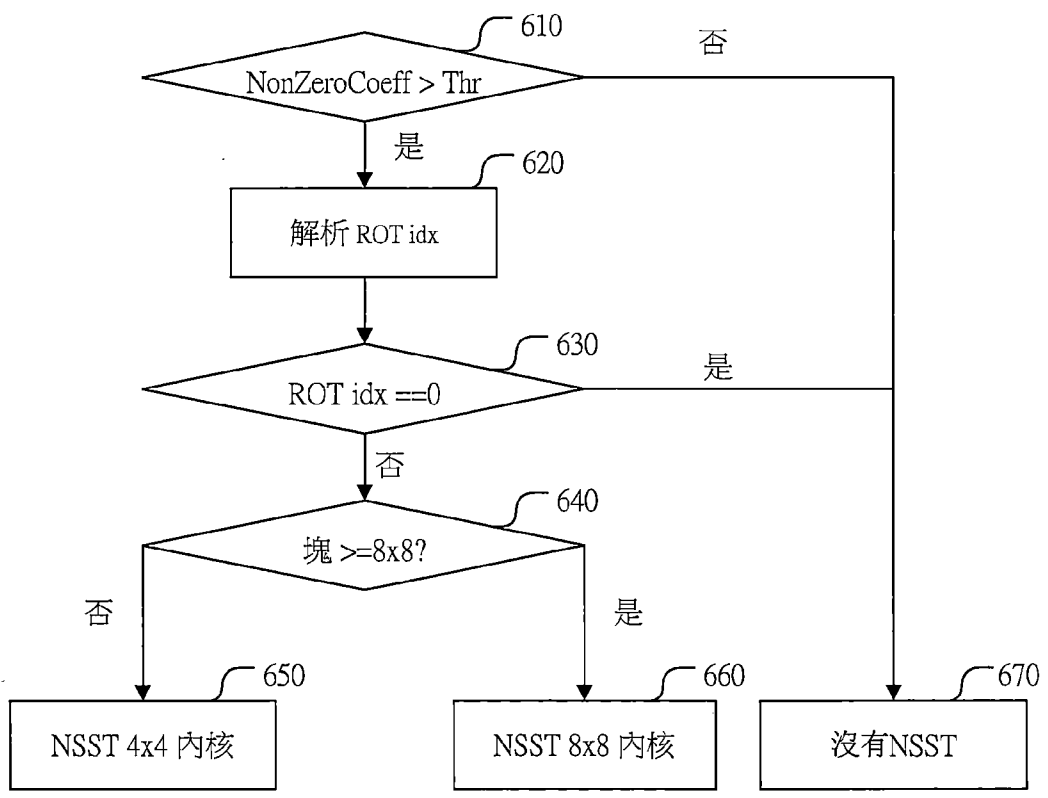 610
否
NonZeroCoeff > Thr
是
620
解析 ROT idx
630
是
ROT idx ==0
否
640
塊 >=8x8?
否
是
650
660
670
NSST 4x4 內核
NSST 8x8 內核
沒有NSST